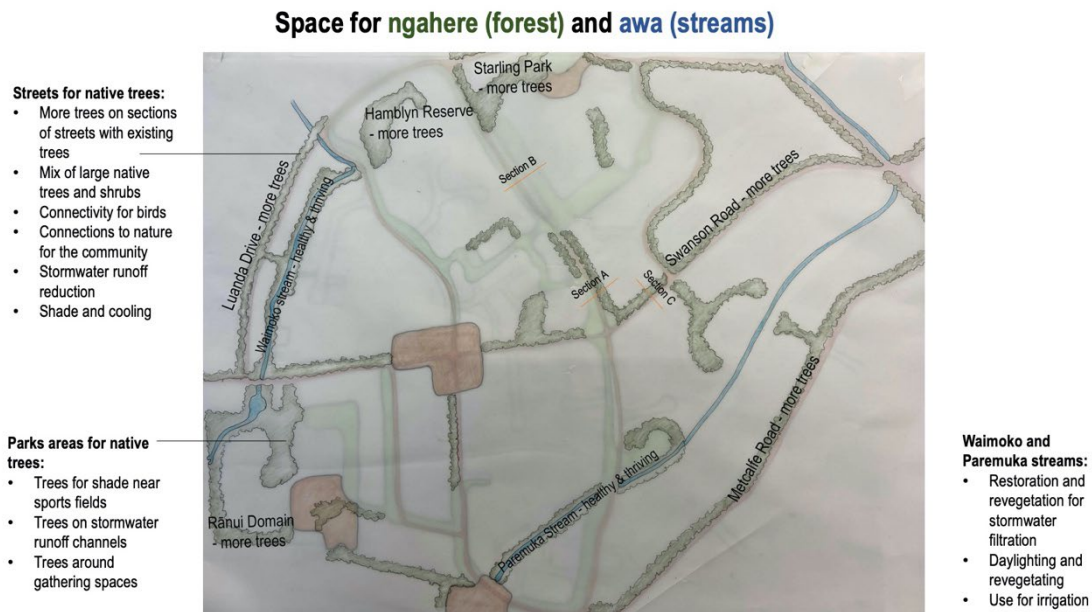 Space for ngahere (forest) and awa (streams)
Streets for native trees:
• More trees on sections
of streets with existing
trees
• Mix of large native
trees and shrubs
• Connectivity for birds
• Connections to nature
for the community
• Stormwater runoff
reduction
• Shade and cooling
Parks areas for native
trees:
• Trees for shade near
sports fields
• Trees on stormwater
runoff channels
• Trees around
gathering spaces
Starling Park
- more trees
Hamblyn Reserve
- more trees
Section B
Luanda Drive - more trees
Waimoko stream - healthy & thriving
Swanson Road - more trees
Section A
Section C
Metcalfe Road - more trees
Paremuka Stream - healthy & thriving
Rānui Domain
- more trees
Waimoko and
Paremuka streams:
• Restoration and
revegetation for
stormwater
filtration
• Daylighting and
revegetating
• Use for irrigation